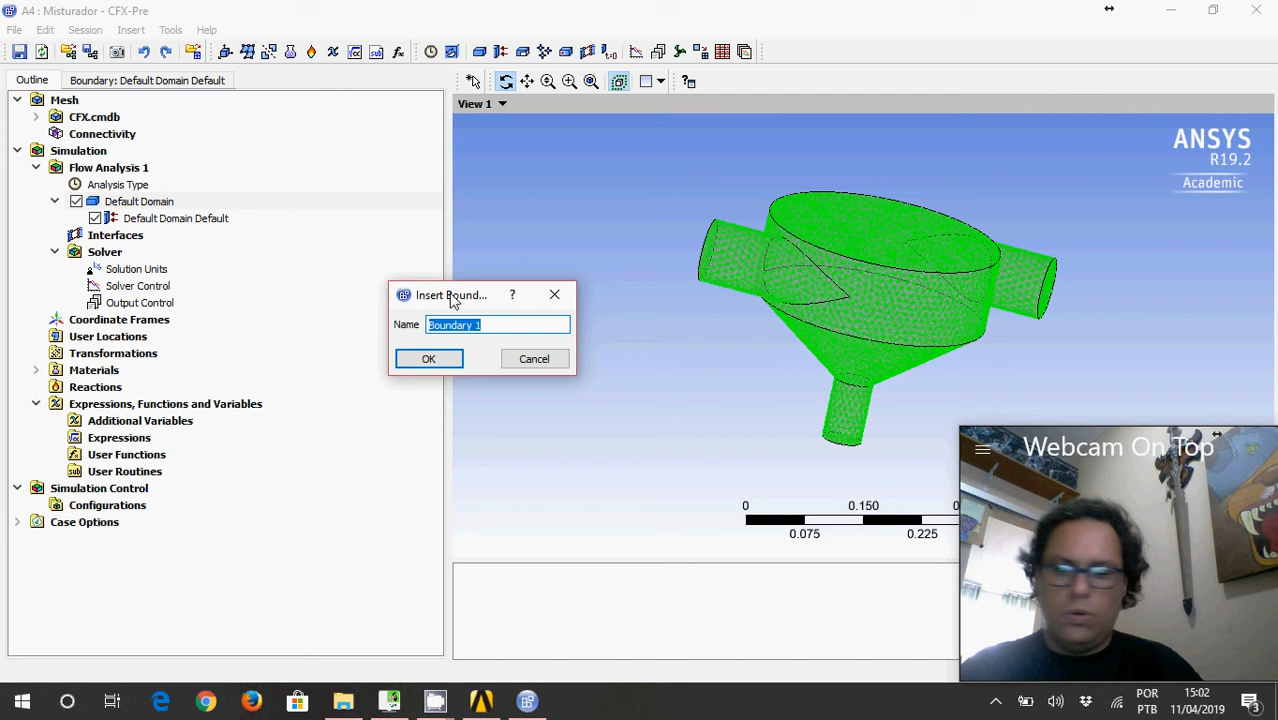 A4 : Misturador - CFX-Pre
File Edit Session Insert Tools Help
Outline Boundary: Default Domain Default
View 1
Mesh
CFX.cmdb
Connectivity
Simulation
Flow Analysis 1
Analysis Type
Default Domain
Default Domain Default
Interfaces
Solver
Solution Units
Solver Control
Output Control
Coordinate Frames
User Locations
Transformations
Materials
Reactions
Expressions, Functions and Variables
Additional Variables
Expressions
User Functions
User Routines
Simulation Control
Configurations
Case Options
Insert Bound...
Name Boundary 1
OK Cancel
ANSYS
R19.2
Academic
0 0.150
0.075 0.225
Webcam On Top
POR
PTB
15:02
11/04/2019
3